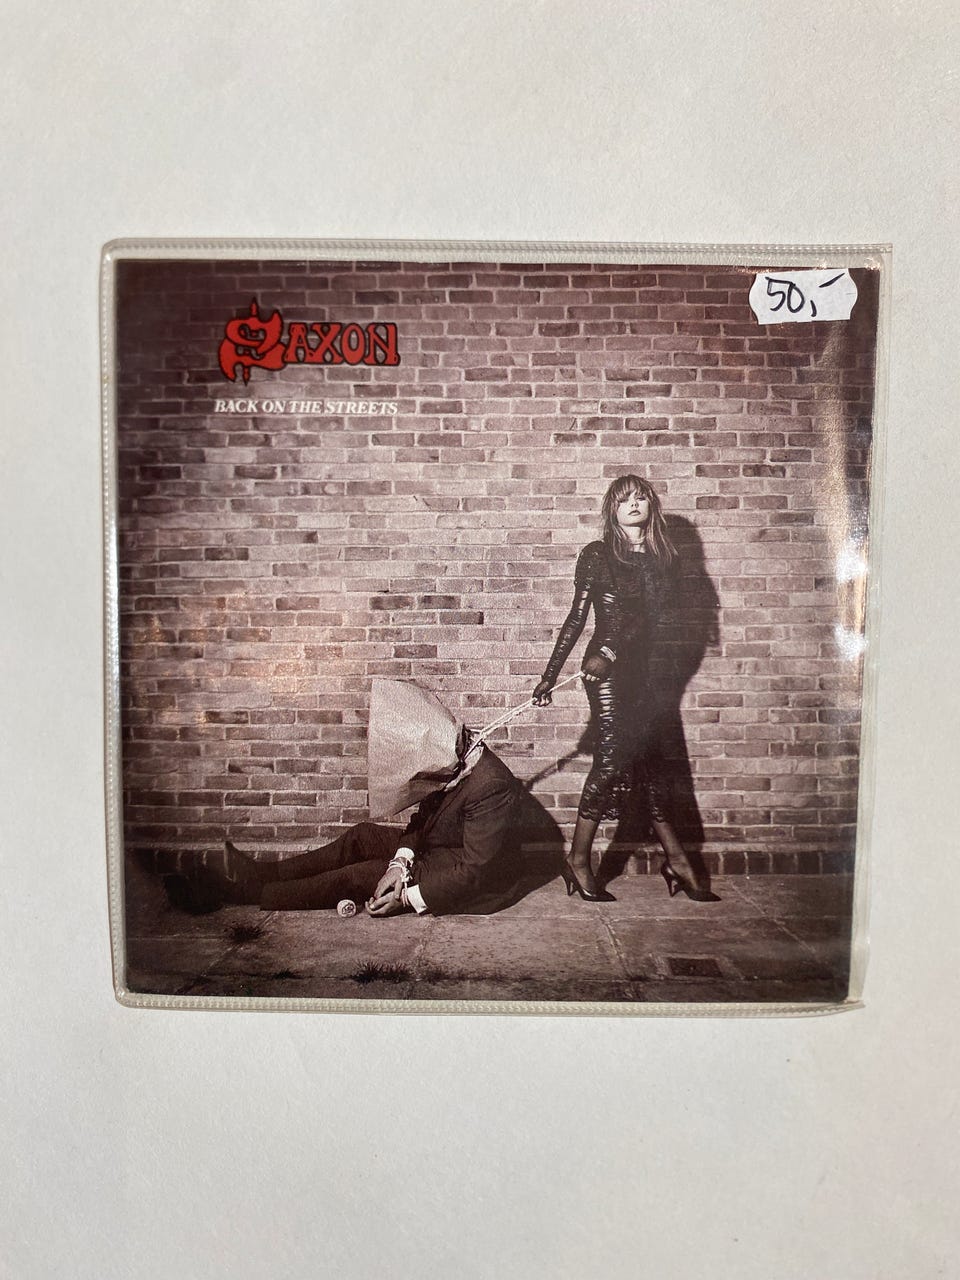 50,-
SAXON
BACK ON THE STREETS